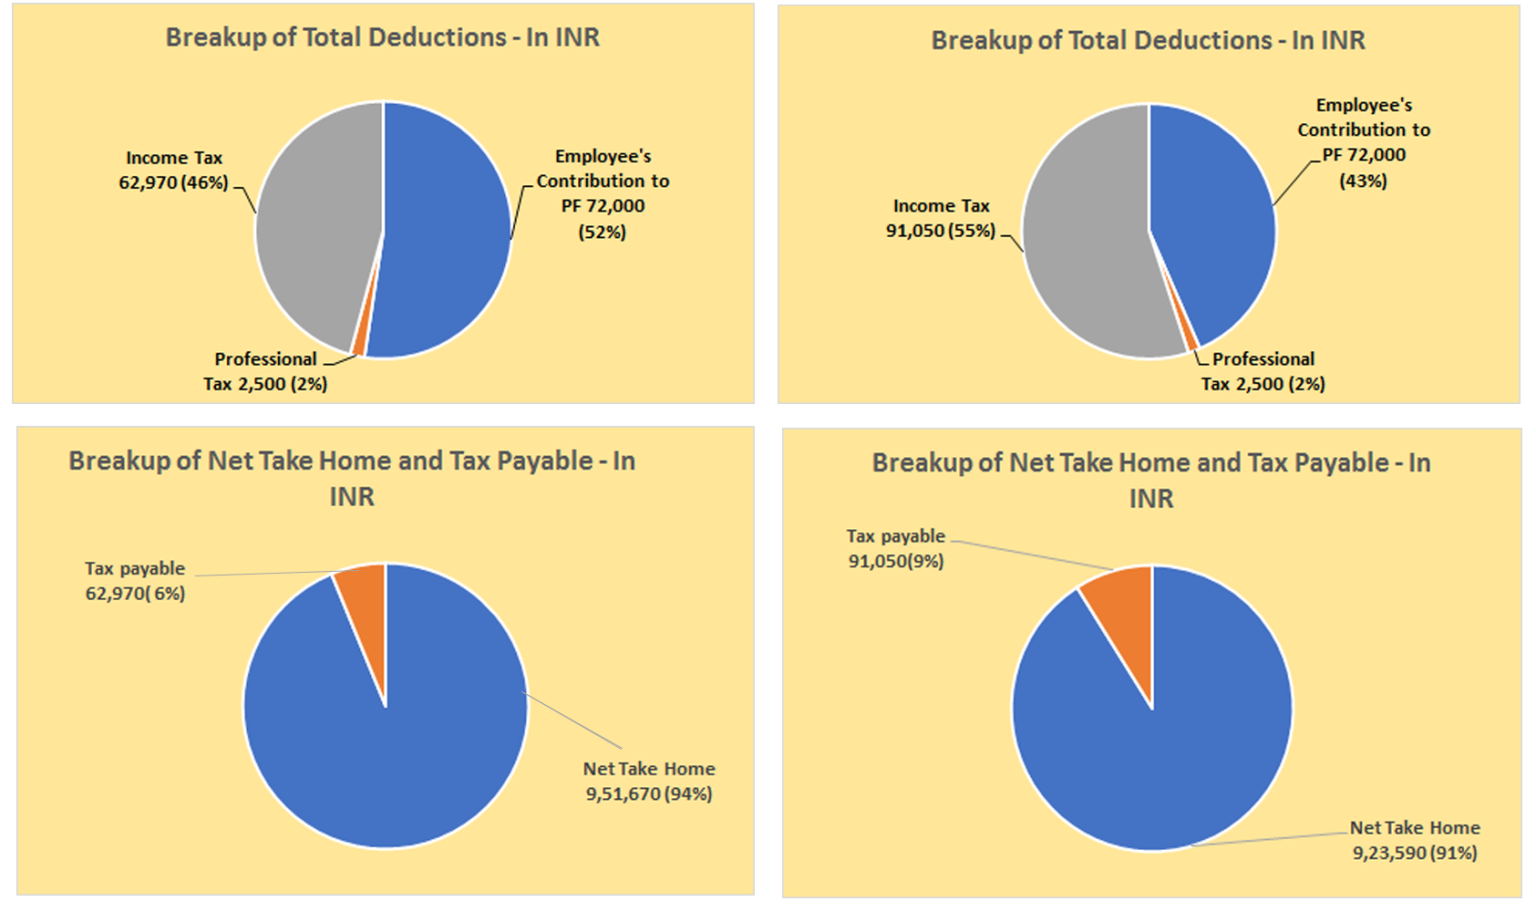 Breakup of Total Deductions - In INR
Income Tax
62,970 (46%)
Employee's
Contribution to
PF 72,000
(52%)
Professional
Tax 2,500 (2%)
Breakup of Total Deductions - In INR
Employee's
Contribution to
PF 72,000
(43%)
Income Tax
91,050 (55%)
Professional
Tax 2,500 (2%)
Breakup of Net Take Home and Tax Payable - In
INR
Tax payable
62,970( 6%)
Net Take Home
9,51,670 (94%)
Breakup of Net Take Home and Tax Payable - In
INR
Tax payable
91,050(9%)
Net Take Home
9,23,590 (91%)